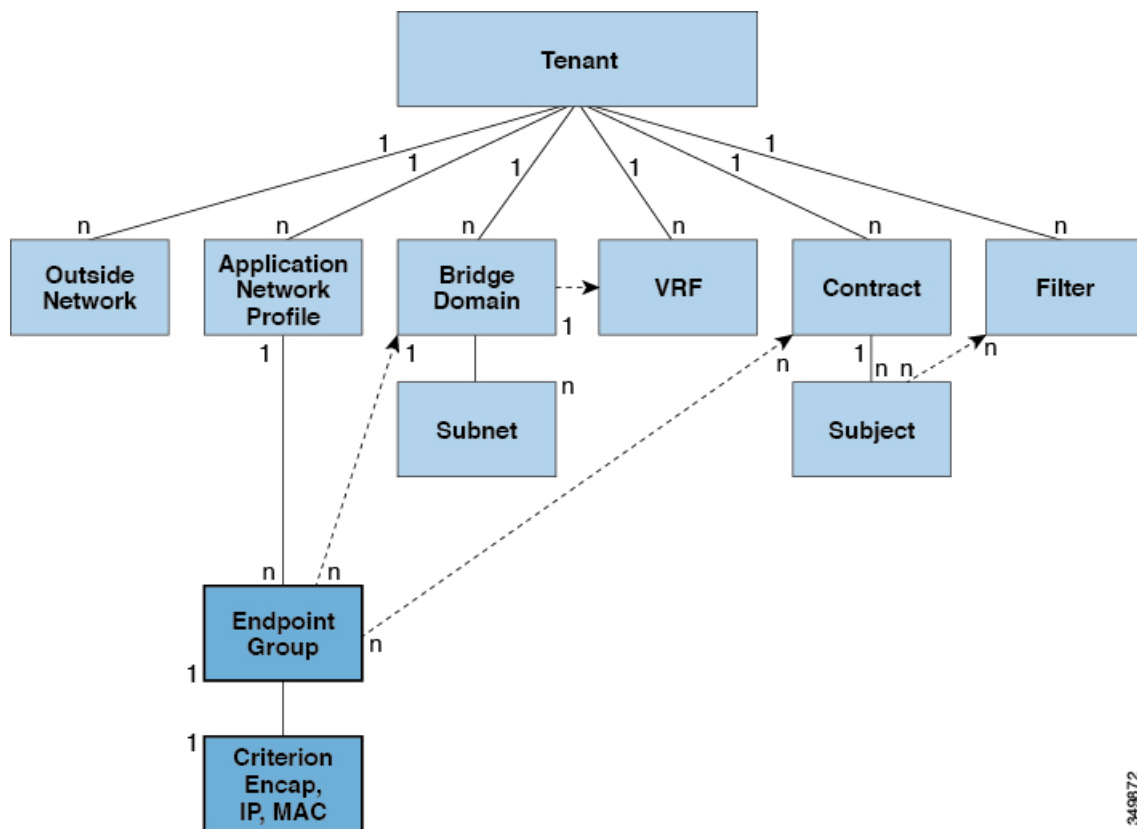 Tenant
1
1
1
1
1
1
n
n
n
n
n
n
Outside
Network
Application
Network
Profile
Bridge
Domain
VRF
Contract
Filter
1
1
1
n
1
n
n
n
n
Subnet
Subject
n
n
Endpoint
Group
n
1
1
Criterion
Encap,
IP, MAC
349872